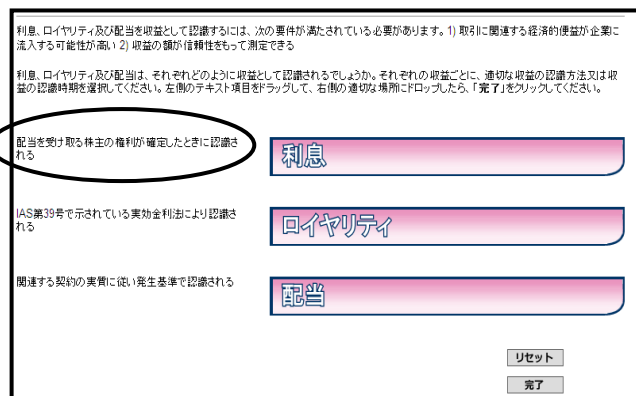 利息、ロイヤリティ及び配当を収益として認識するには、次の要件が満たされている必要があります。1) 取引に関連する経済的便益が企業に
流入する可能性が高い 2) 収益の額が信頼性をもって測定できる
利息、ロイヤリティ及び配当は、それぞれどのように収益として認識されるでしょうか。それぞれの収益ごとに、適切な収益の認識方法又は収
益の認識時期を選択してください。左側のテキスト項目をドラッグして、右側の適切な場所にドロップしたら、「完了」をクリックしてください。
配当を受け取る株主の権利が確定したときに認識さ
れる
利息
IAS第39号で示されている実効金利法により認識さ
れる
ロイヤリティ
関連する契約の実質に従い発生基準で認識される
配当
リセット
完了